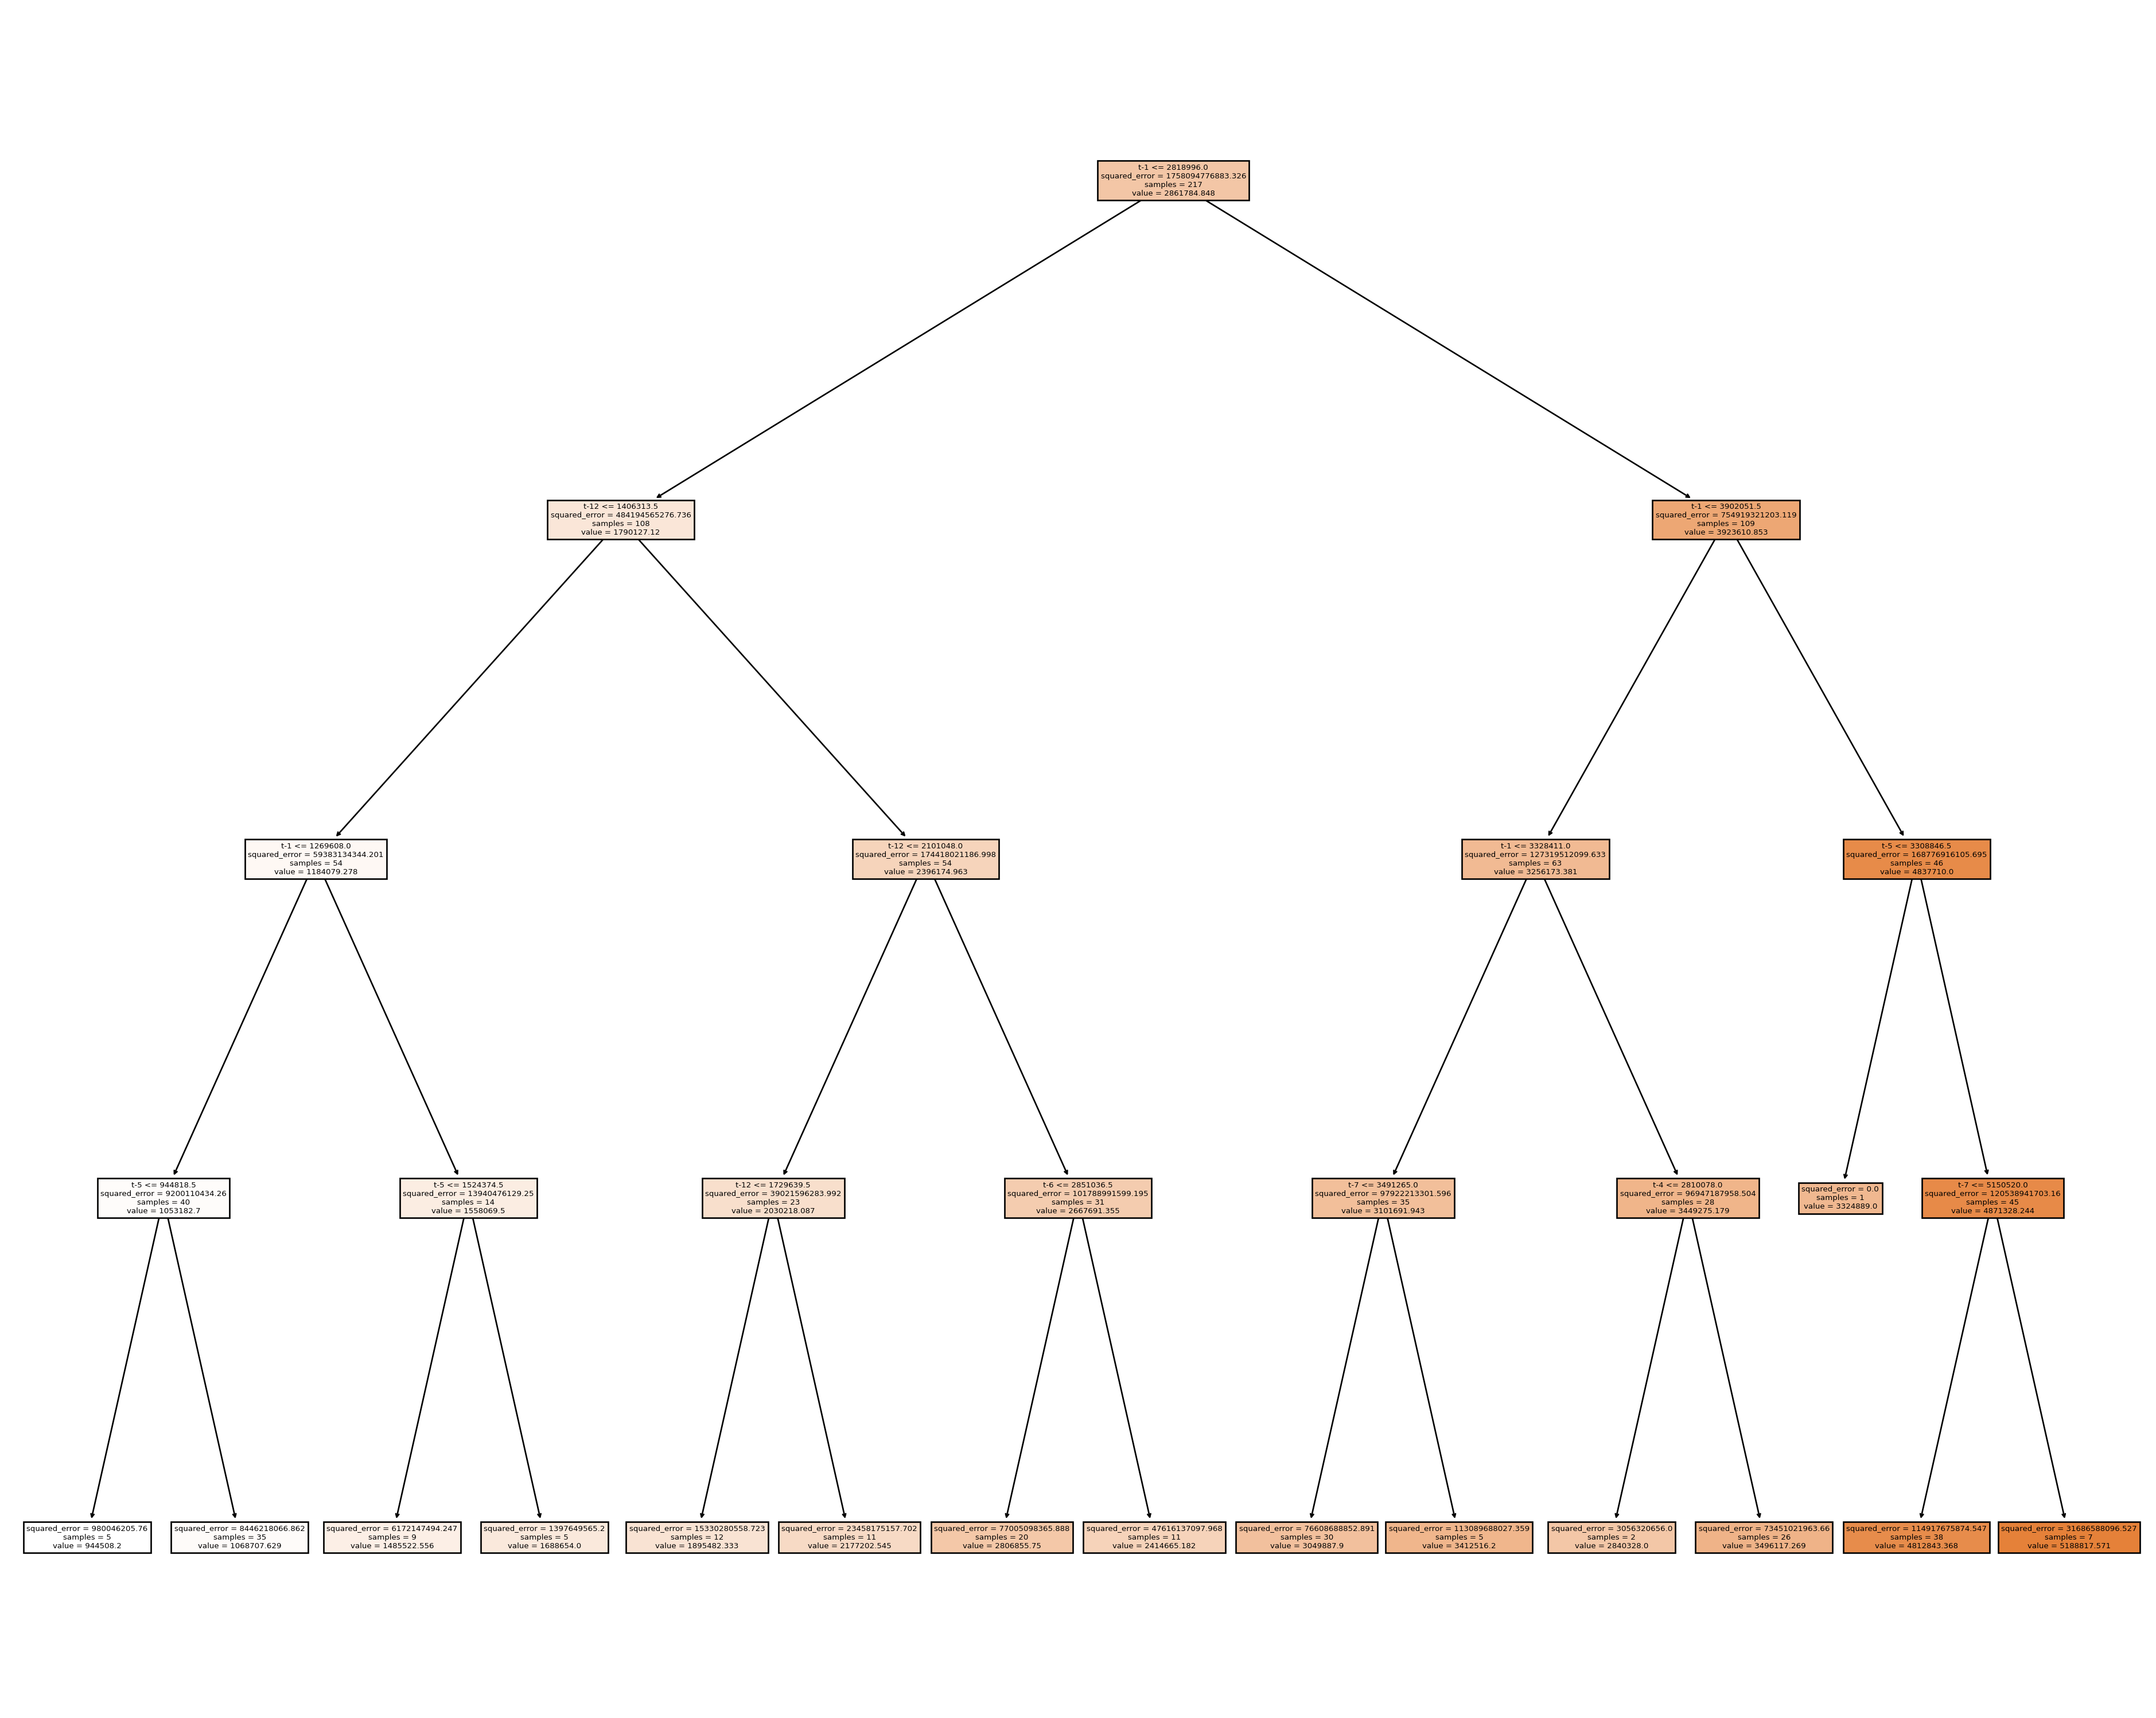 t-1 <= 2818996.0
squared_error = 1758094776883.326
samples = 217
value = 2861784.848
t-12 <= 1406313.5
squared_error = 484194565276.736
samples = 108
value = 1790127.12
t-1 <= 3902051.5
squared_error = 754919321203.119
samples = 109
value = 3923610.853
t-1 <= 1269608.0
squared_error = 59383134344.201
samples = 54
value = 1184079.278
t-12 <= 2101048.0
squared_error = 174418021186.998
samples = 54
value = 2396174.963
t-1 <= 3328411.0
squared_error = 127319512099.633
samples = 63
value = 3256173.381
t-5 <= 3308846.5
squared_error = 168776916105.695
samples = 46
value = 4837710.0
t-5 <= 944818.5
squared_error = 9200110434.26
samples = 40
value = 1053182.7
t-5 <= 1524374.5
squared_error = 13940476129.25
samples = 14
value = 1558069.5
t-12 <= 1729639.5
squared_error = 39021596283.992
samples = 23
value = 2030218.087
t-6 <= 2851036.5
squared_error = 101788991599.195
samples = 31
value = 2667691.355
t-7 <= 3491265.0
squared_error = 97922213301.596
samples = 35
value = 3101691.943
t-4 <= 2810078.0
squared_error = 96947187958.504
samples = 28
value = 3449275.179
squared_error = 0.0
samples = 1
value = 3324889.0
t-7 <= 5150520.0
squared_error = 120538941703.16
samples = 45
value = 4871328.244
squared_error = 980046205.76
samples = 5
value = 944508.2
squared_error = 8446218066.862
samples = 35
value = 1068707.629
squared_error = 6172147494.247
samples = 9
value = 1485522.556
squared_error = 1397649565.2
samples = 5
value = 1688654.0
squared_error = 15330280558.723
samples = 12
value = 1895482.333
squared_error = 23458175157.702
samples = 11
value = 2177202.545
squared_error = 77005098365.888
samples = 20
value = 2806855.75
squared_error = 47616137097.968
samples = 11
value = 2414665.182
squared_error = 76608688852.891
samples = 30
value = 3049887.9
squared_error = 113089688027.359
samples = 5
value = 3412516.2
squared_error = 3056320656.0
samples = 2
value = 2840328.0
squared_error = 73451021963.66
samples = 26
value = 3496117.269
squared_error = 114917675874.547
samples = 38
value = 4812843.368
squared_error = 31686588096.527
samples = 7
value = 5188817.571